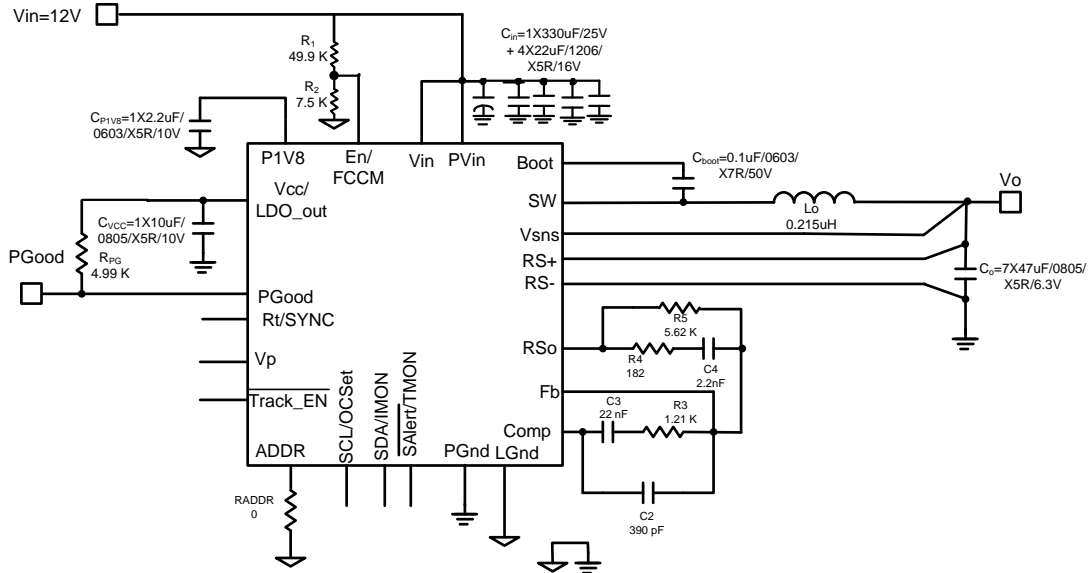 Vin=12V
R1
49.9 K
R2
7.5 K
Cin=1X330uF/25V
+ 4X22uF/1206/
X5R/16V
CP1V8=1X2.2uF/
0603/X5R/10V
P1V8
En/
FCCM
Vin
PVin
Boot
Cboot=0.1uF/0603/
X7R/50V
Vcc/
LDO_out
SW
Lo
0.215uH
Vo
CVCC=1X10uF/
0805/X5R/10V
Vsns
RS+
RS-
Co=7X47uF/0805/
X5R/6.3V
PGood
RPG
4.99 K
PGood
Rt/SYNC
R5
5.62 K
RSo
R4
182
C4
2.2nF
Vp
Fb
Track_EN
C3
22 nF
R3
1.21 K
Comp
ADDR
SCL/OCSet
SDA/IMON
SAlert/TMON
PGnd
LGnd
RADDR
0
C2
390 pF